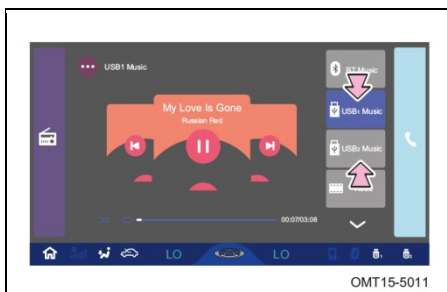 USB1 Music
BT Music
My Love Is Gone
Russian Red
USB1 Music
USB2 Music
00:07/03:08
LO
LO
OMT15-5011